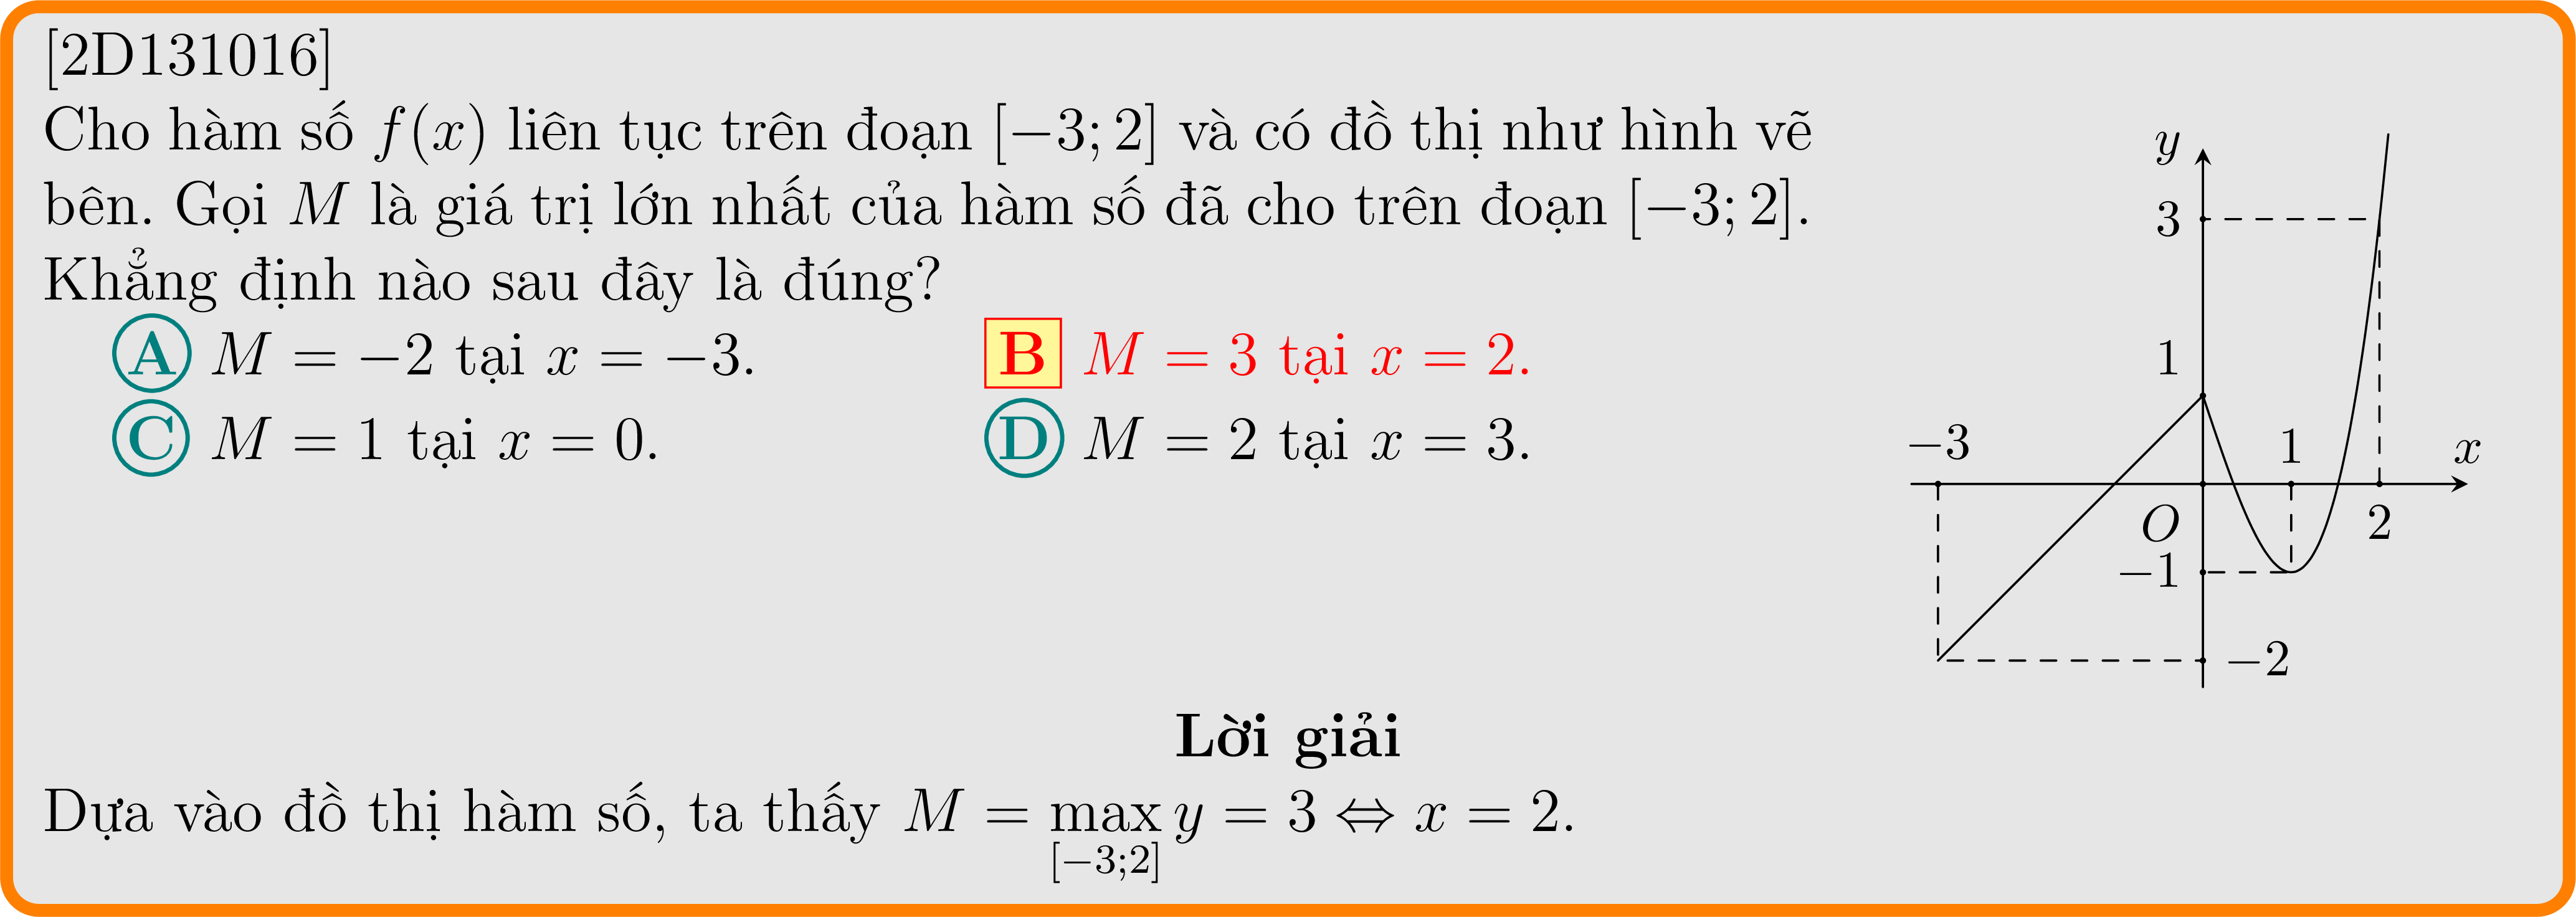 [2D131016]
Cho hàm số f(x) liên tục trên đoạn [−3; 2] và có đồ thị như hình vẽ
bên. Gọi M là giá trị lớn nhất của hàm số đã cho trên đoạn [−3; 2].
Khẳng định nào sau đây là đúng?
A M = −2 tại x = −3.
B M = 3 tại x = 2.
C M = 1 tại x = 0.
D M = 2 tại x = 3.
y
3
1
−3
1
x
O
2
−1
−2
Lời giải
Dựa vào đồ thị hàm số, ta thấy M = max y = 3 ⇔ x = 2.
[−3;2]